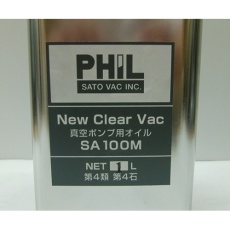 PHIL
SATO VAC INC.
New Clear Vac
真空ポンプ用オイル
SA100M
NET 1 L
第4類 第4石